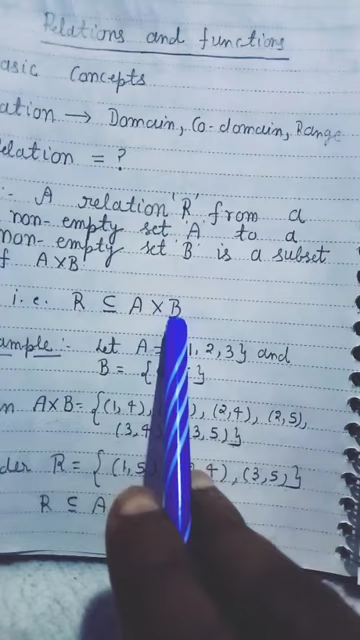 Relations and functions
asic Concepts
ation → Domain, Co-domain, Range
elation = ?
:- A relation 'R' from a
non-empty set 'A' to a
non-empty set 'B' is a subset
f A×B
i.e. R ⊆ A × B
ample :- Let A = 1, 2, 3} and
B = { }
n A×B = {(1,4), (2,4), (2,5),
(3,4 3,5)}
der R = { (1,5 4), (3,5)}
R ⊆ A